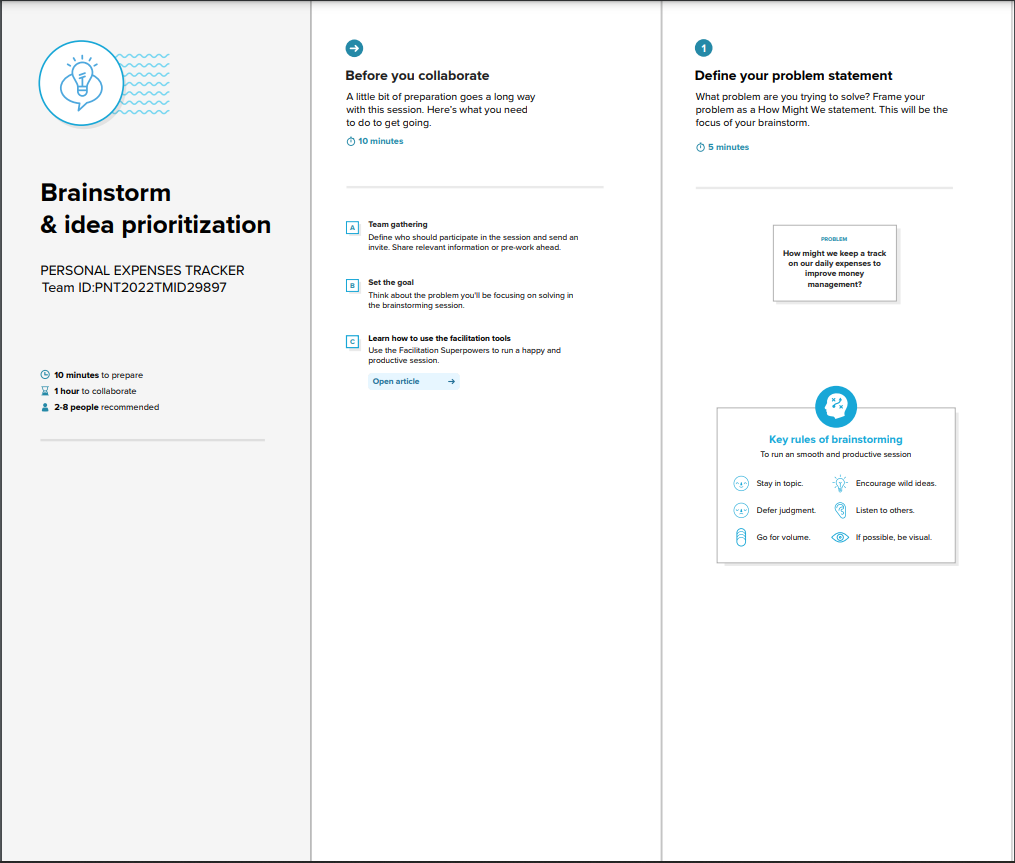 Brainstorm
& idea prioritization
PERSONAL EXPENSES TRACKER
Team ID:PNT2022TMID29897
10 minutes to prepare
1 hour to collaborate
2-8 people recommended
Before you collaborate
A little bit of preparation goes a long way
with this session. Here's what you need
to do to get going.
10 minutes
A
Team gathering
Define who should participate in the session and send an
invite. Share relevant information or pre-work ahead.
B
Set the goal
Think about the problem you'll be focusing on solving in
the brainstorming session.
C
Learn how to use the facilitation tools
Use the Facilitation Superpowers to run a happy and
productive session.
Open article
1
Define your problem statement
What problem are you trying to solve? Frame your
problem as a How Might We statement. This will be the
focus of your brainstorm.
5 minutes
PROBLEM
How might we keep a track
on our daily expenses to
improve money
management?
Key rules of brainstorming
To run an smooth and productive session
Stay in topic.
Encourage wild ideas.
Defer judgment.
Listen to others.
Go for volume.
If possible, be visual.